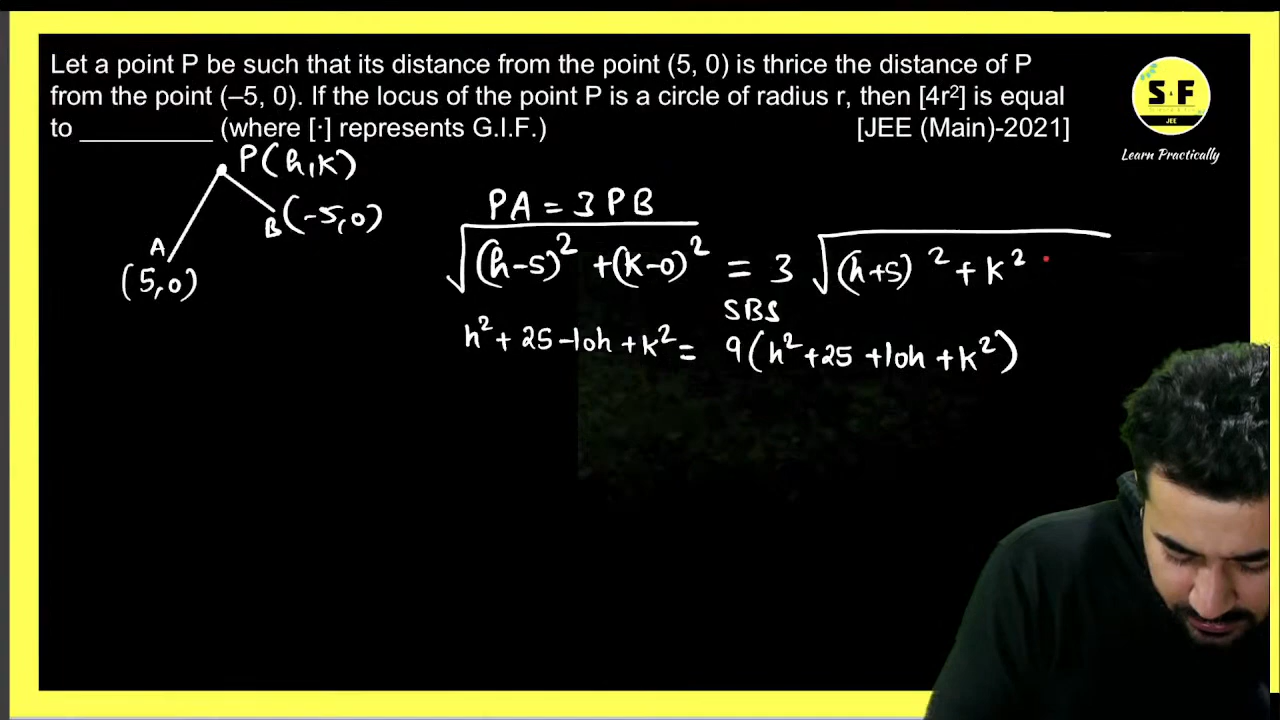 Let a point P be such that its distance from the point (5, 0) is thrice the distance of P
from the point (–5, 0). If the locus of the point P is a circle of radius r, then [4r²] is equal
to __________ (where [·] represents G.I.F.) [JEE (Main)-2021]
S F
JEE
Learn Practically
P(h,k)
B(-5,0)
A
(5,0)
PA = 3PB
√((h-5)² + (k-0)²) = 3 √((h+5)² + k²)
SBS
h² + 25 - 10h + k² = 9(h² + 25 + 10h + k²)